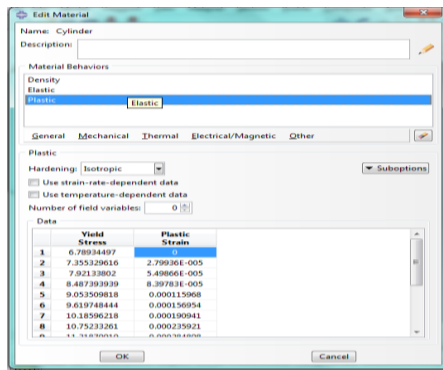 Edit Material
Name: Cylinder
Description:
Material Behaviors
Density
Elastic
Plastic
Elastic
General Mechanical Thermal Electrical/Magnetic Other
Plastic
Hardening: Isotropic
Suboptions
Use strain-rate-dependent data
Use temperature-dependent data
Number of field variables: 0
Data
Yield Stress Plastic Strain
1 6.78934497 0
2 7.355329616 2.79936E-005
3 7.92133802 5.49866E-005
4 8.487393939 8.39783E-005
5 9.053509818 0.000115968
6 9.619748444 0.000156954
7 10.18596218 0.000190941
8 10.75233261 0.000235921
OK Cancel